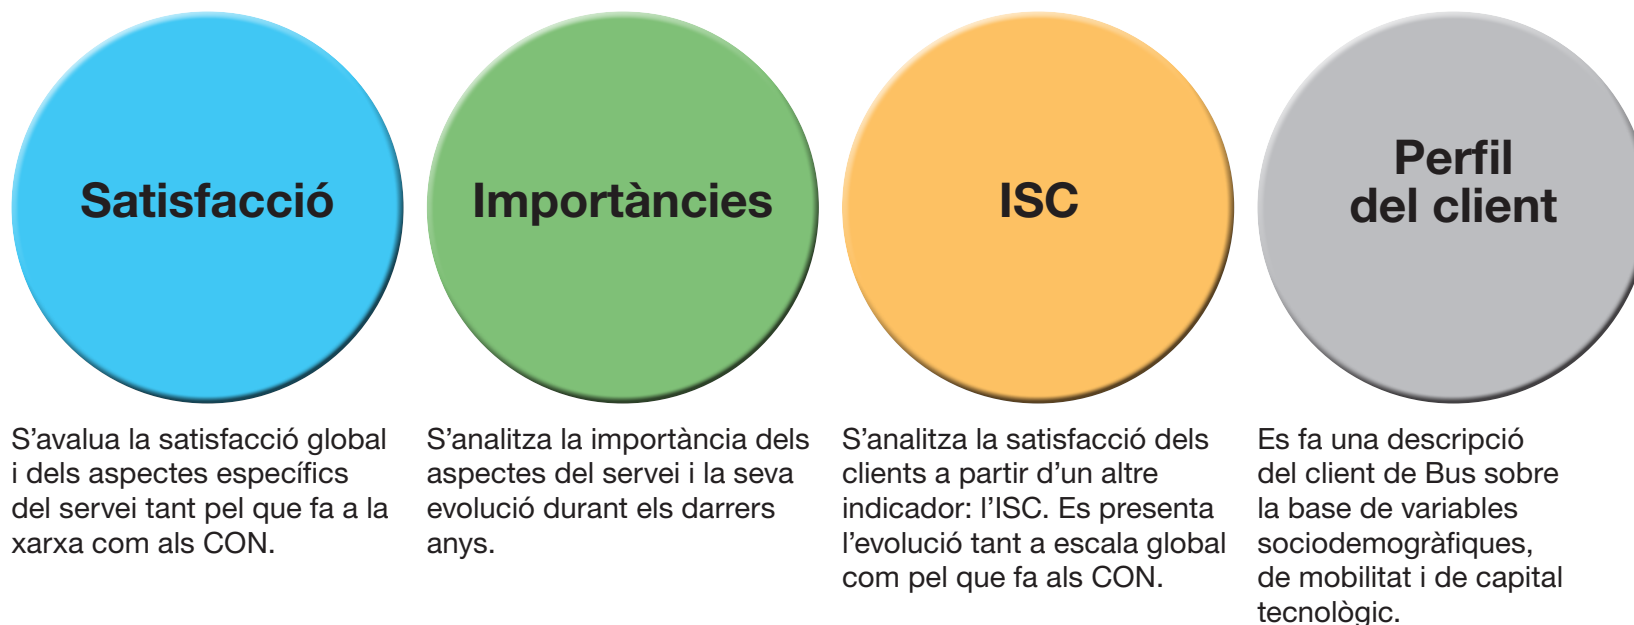 Satisfacció
S’avalua la satisfacció global
i dels aspectes específics
del servei tant pel que fa a la
xarxa com als CON.
Importàncies
S’analitza la importància dels
aspectes del servei i la seva
evolució durant els darrers
anys.
ISC
S’analitza la satisfacció dels
clients a partir d’un altre
indicador: l’ISC. Es presenta
l’evolució tant a escala global
com pel que fa als CON.
Perfil
del client
Es fa una descripció
del client de Bus sobre
la base de variables
sociodemogràfiques,
de mobilitat i de capital
tecnològic.